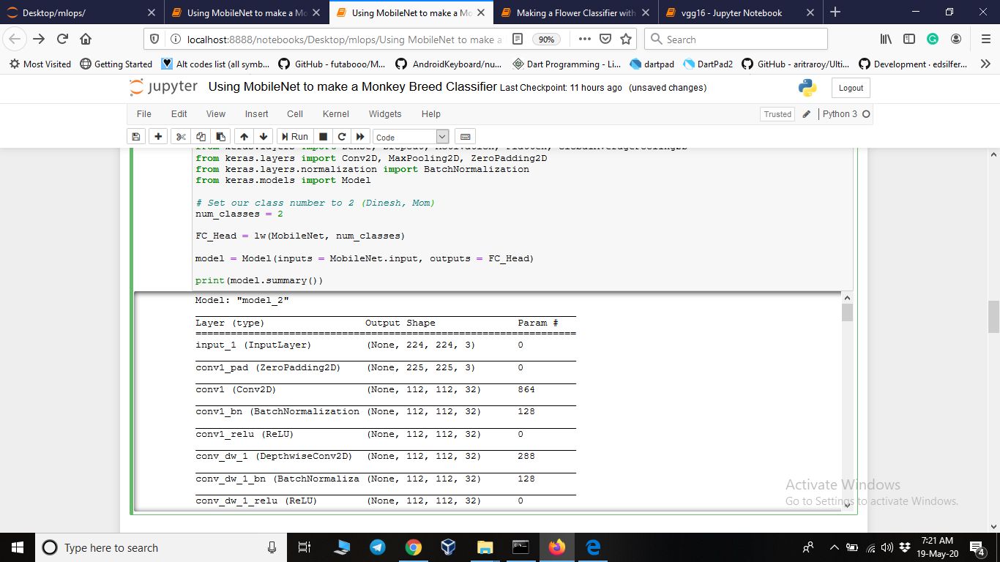 Desktop/mlops/
Using MobileNet to make a Mo
Using MobileNet to make a Mo
Making a Flower Classifier with
vgg16 - Jupyter Notebook
localhost:8888/notebooks/Desktop/mlops/Using MobileNet to make a
90%
Search
Most Visited
Getting Started
Alt codes list (all symb...
GitHub - futabooo/M...
AndroidKeyboard/nu...
Dart Programming - Li...
dartpad
DartPad2
GitHub - aritraroy/Ulti...
Development · edsilfer...
jupyter Using MobileNet to make a Monkey Breed Classifier Last Checkpoint: 11 hours ago (unsaved changes)
Logout
File Edit View Insert Cell Kernel Widgets Help
Trusted
Python 3
Run
Code
from keras.layers import Dense, Dropout, Activation, Flatten, GlobalAveragePooling2D
from keras.layers import Conv2D, MaxPooling2D, ZeroPadding2D
from keras.layers.normalization import BatchNormalization
from keras.models import Model
# Set our class number to 2 (Dinesh, Mom)
num_classes = 2
FC_Head = lw(MobileNet, num_classes)
model = Model(inputs = MobileNet.input, outputs = FC_Head)
print(model.summary())
Model: "model_2"
Layer (type) Output Shape Param #
input_1 (InputLayer) (None, 224, 224, 3) 0
conv1_pad (ZeroPadding2D) (None, 225, 225, 3) 0
conv1 (Conv2D) (None, 112, 112, 32) 864
conv1_bn (BatchNormalization (None, 112, 112, 32) 128
conv1_relu (ReLU) (None, 112, 112, 32) 0
conv_dw_1 (DepthwiseConv2D) (None, 112, 112, 32) 288
conv_dw_1_bn (BatchNormaliza (None, 112, 112, 32) 128
conv_dw_1_relu (ReLU) (None, 112, 112, 32) 0
Activate Windows
Go to Settings to activate Windows.
Type here to search
7:21 AM
19-May-20
4